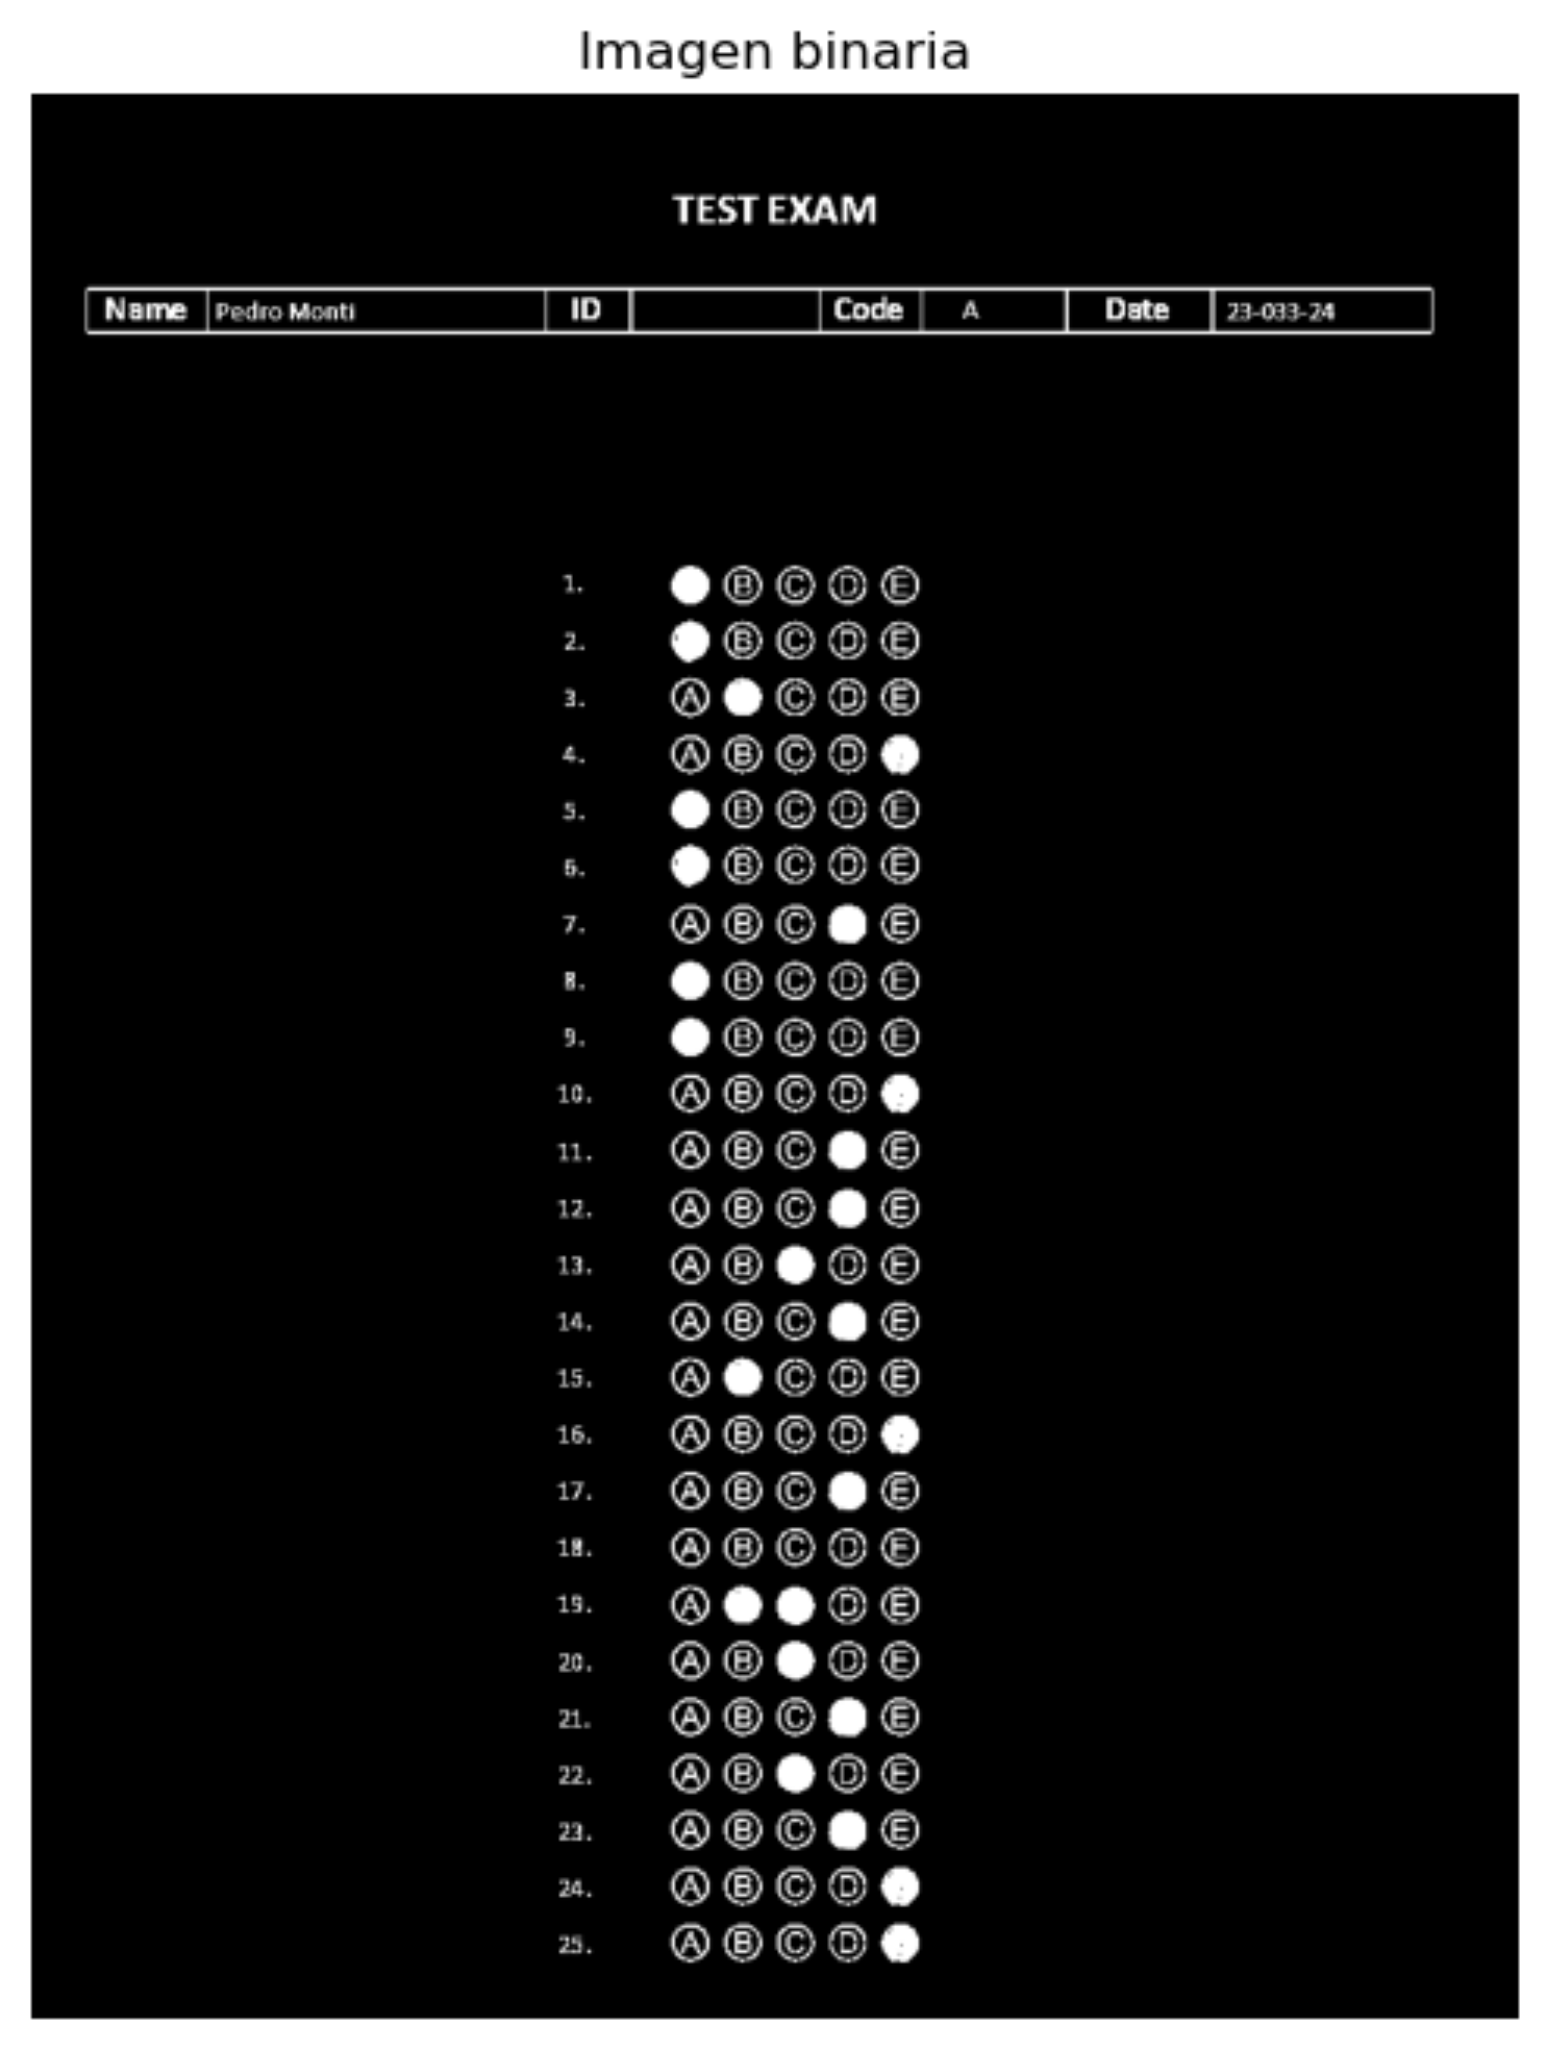 Imagen binaria
TEST EXAM
Name Pedro Monti ID Code A Date 23-033-24
1. B C D E
2. B C D E
3. A C D E
4. A B C D
5. B C D E
6. B C D E
7. A B C E
8. B C D E
9. B C D E
10. A B C D
11. A B C E
12. A B C E
13. A B D E
14. A B C E
15. A C D E
16. A B C D
17. A B C E
18. A B C D E
19. A D E
20. A B D E
21. A B C E
22. A B D E
23. A B C E
24. A B C D
25. A B C D